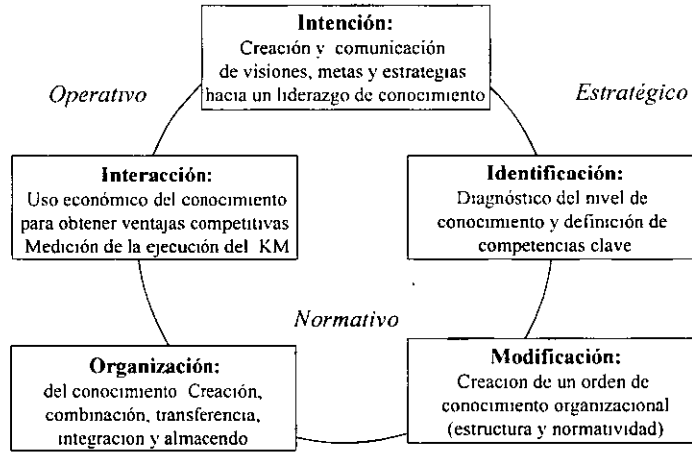 Intención:
Creación y comunicación
de visiones, metas y estrategias
hacia un liderazgo de conocimiento
Operativo
Estratégico
Interacción:
Uso económico del conocimiento
para obtener ventajas competitivas
Medición de la ejecución del KM
Identificación:
Diagnóstico del nivel de
conocimiento y definición de
competencias clave
Normativo
Organización:
del conocimiento Creación,
combinación, transferencia,
integracion y almacendo
Modificación:
Creacion de un orden de
conocimiento organizacional
(estructura y normatividad)